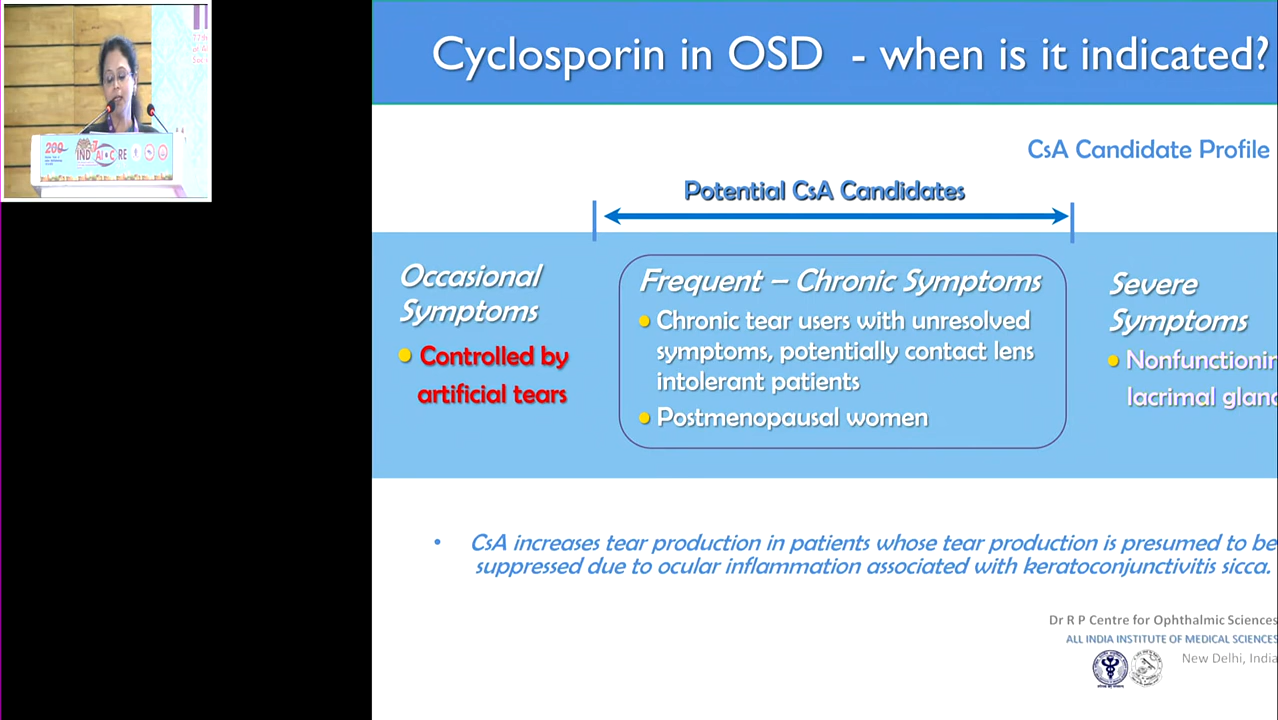 Cyclosporin in OSD - when is it indicated?
CsA Candidate Profile
Potential CsA Candidates
Occasional
Symptoms
Controlled by
artificial tears
Frequent – Chronic Symptoms
Chronic tear users with unresolved
symptoms, potentially contact lens
intolerant patients
Postmenopausal women
Severe
Symptoms
Nonfunctionin
lacrimal gland
• CsA increases tear production in patients whose tear production is presumed to be
suppressed due to ocular inflammation associated with keratoconjunctivitis sicca.
Dr R P Centre for Ophthalmic Sciences
ALL INDIA INSTITUTE OF MEDICAL SCIENCES
New Delhi, India